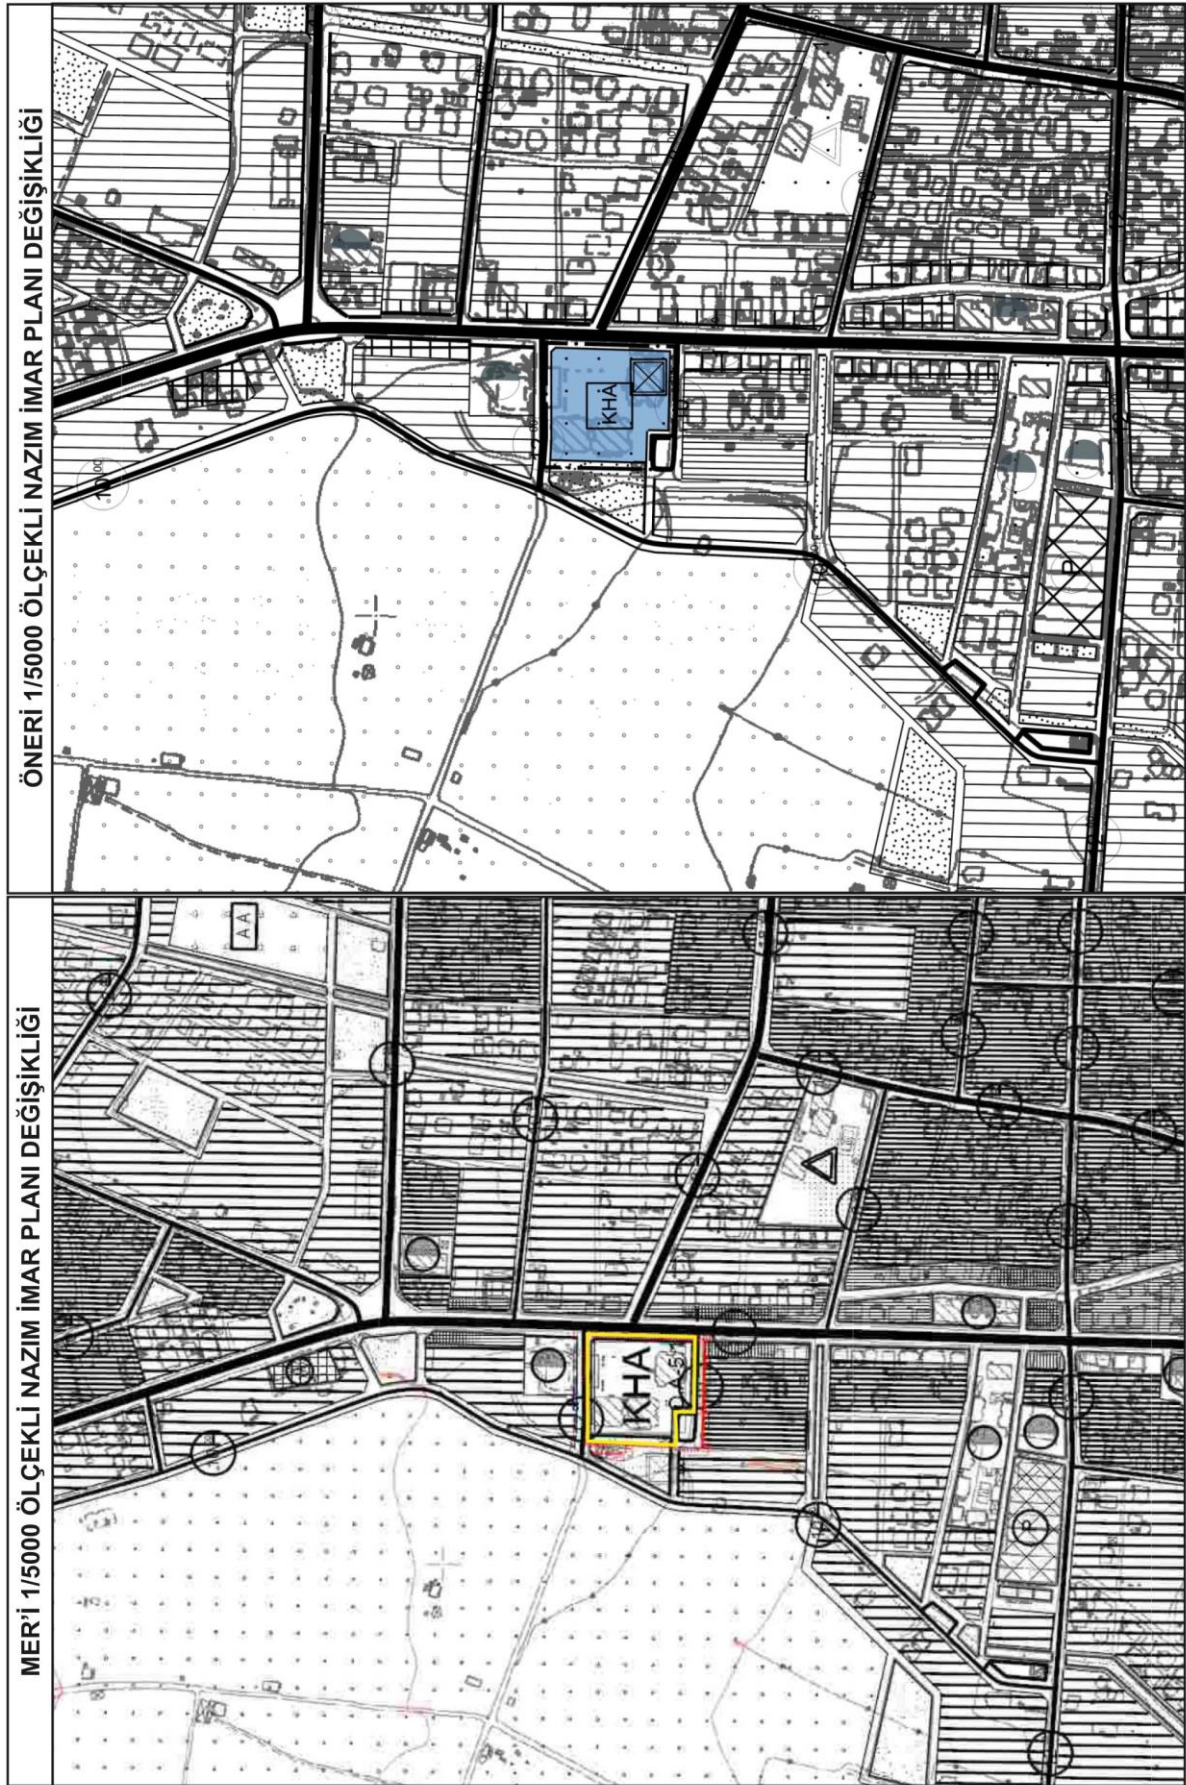 MER'İ 1/5000 ÖLÇEKLİ NAZIM İMAR PLANI DEĞİŞİKLİĞİ
AA
KHA
P
ÖNERİ 1/5000 ÖLÇEKLİ NAZIM İMAR PLANI DEĞİŞİKLİĞİ
KHA
P